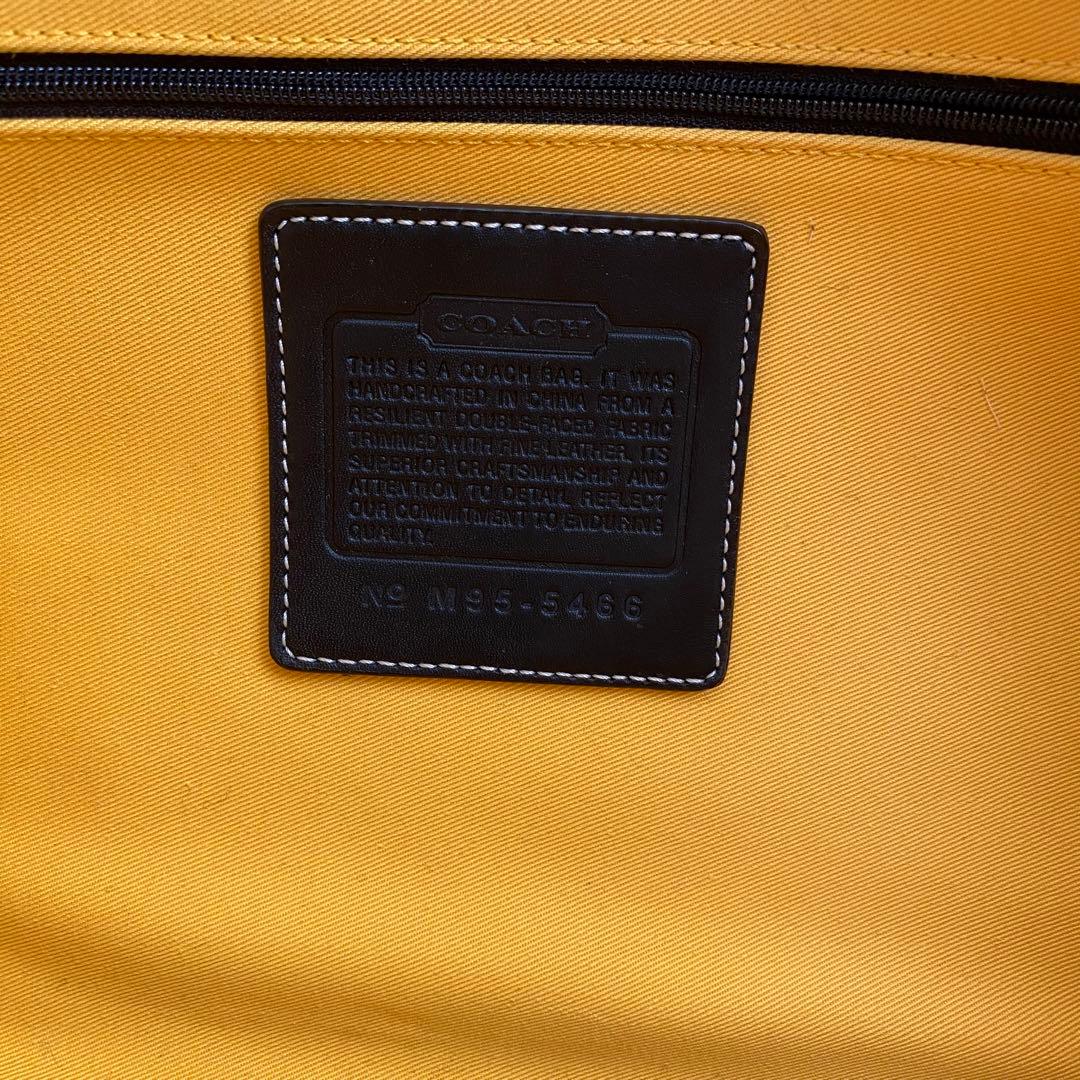 COACH
THIS IS A COACH BAG. IT WAS
HANDCRAFTED IN CHINA FROM A
RESILIENT DOUBLE-FACED FABRIC
TRIMMED WITH FINE LEATHER. ITS
SUPERIOR CRAFTSMANSHIP AND
ATTENTION TO DETAIL REFLECT
OUR COMMITMENT TO ENDURING
QUALITY.
Nº M95-5466